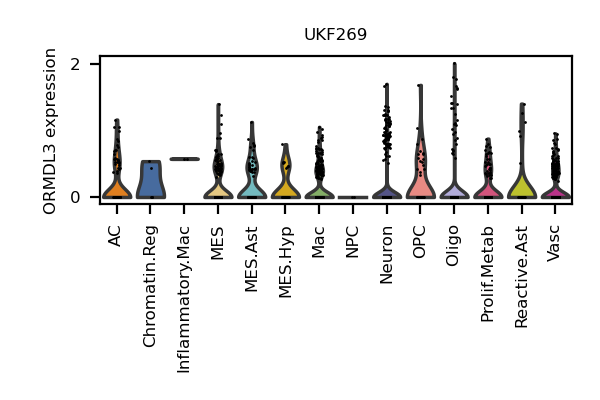 UKF269
ORMDL3 expression
2
0
AC
Chromatin.Reg
Inflammatory.Mac
MES
MES.Ast
MES.Hyp
Mac
NPC
Neuron
OPC
Oligo
Prolif.Metab
Reactive.Ast
Vasc